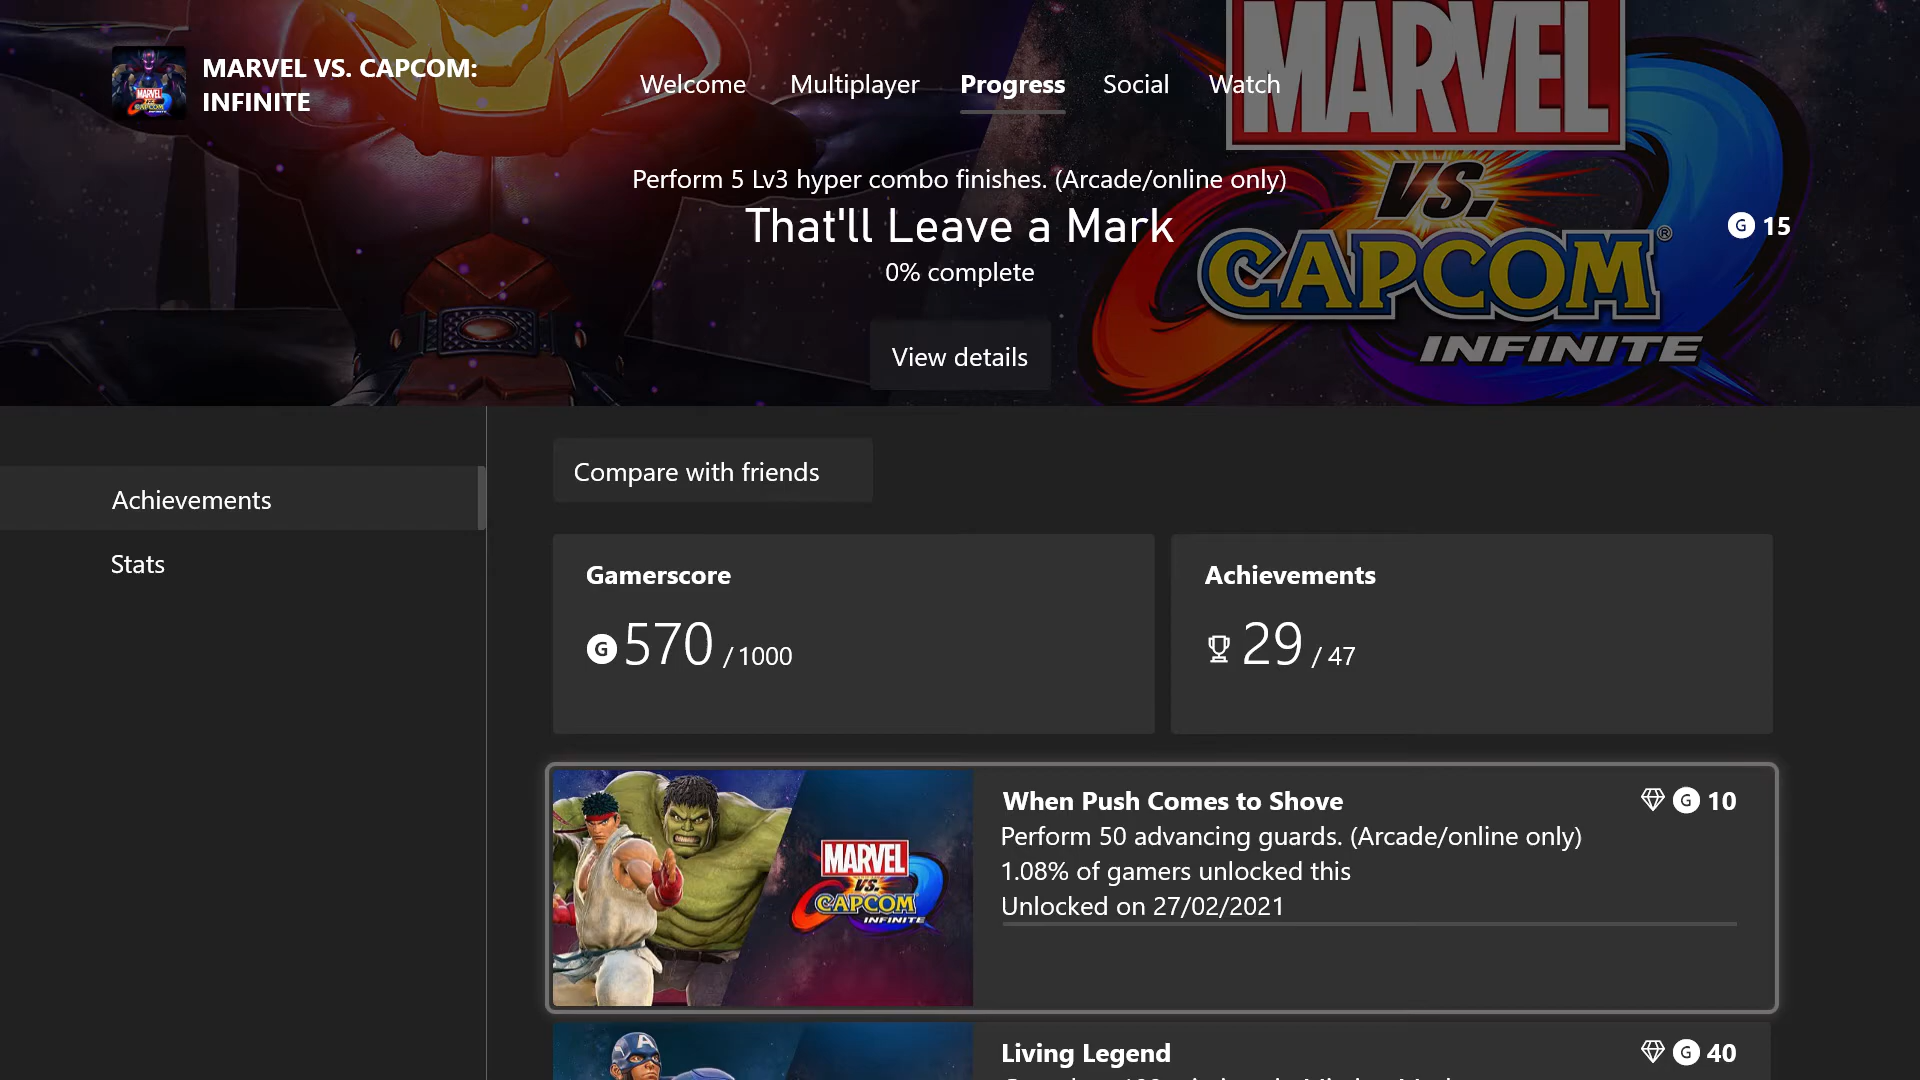 MARVEL VS. CAPCOM:
INFINITE
Welcome
Multiplayer
Progress
Social
Watch
MARVEL
VS.
CAPCOM®
INFINITE
Perform 5 Lv3 hyper combo finishes. (Arcade/online only)
That'll Leave a Mark
0% complete
G 15
View details
Achievements
Stats
Compare with friends
Gamerscore
G 570 / 1000
Achievements
29 / 47
MARVEL
VS.
CAPCOM
INFINITE
When Push Comes to Shove
G 10
Perform 50 advancing guards. (Arcade/online only)
1.08% of gamers unlocked this
Unlocked on 27/02/2021
Living Legend
G 40